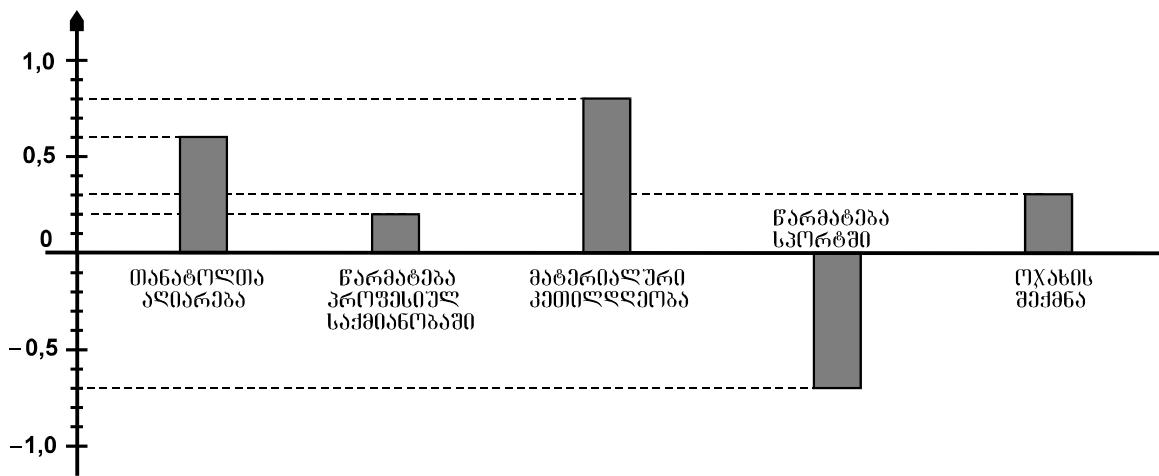 1,0
0,5
0
−0,5
−1,0
თანატოლთა
აღიარება
წარმატება
პროფესიულ
საქმიანობაში
მატერიალური
კეთილდღეობა
წარმატება
სპორტში
ოჯახის
შექმნა